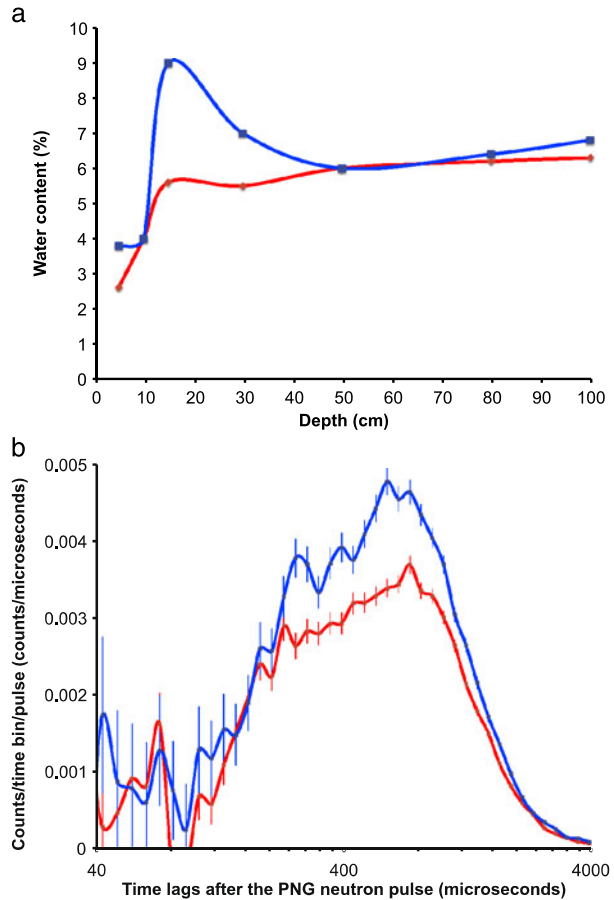 a
10
9
8
7
6
5
4
3
2
1
0
Water content (%)
0 10 20 30 40 50 60 70 80 90 100
Depth (cm)
b
0.005
0.004
0.003
0.002
0.001
0
Counts/time bin/pulse (counts/microseconds)
40 400 4000
Time lags after the PNG neutron pulse (microseconds)